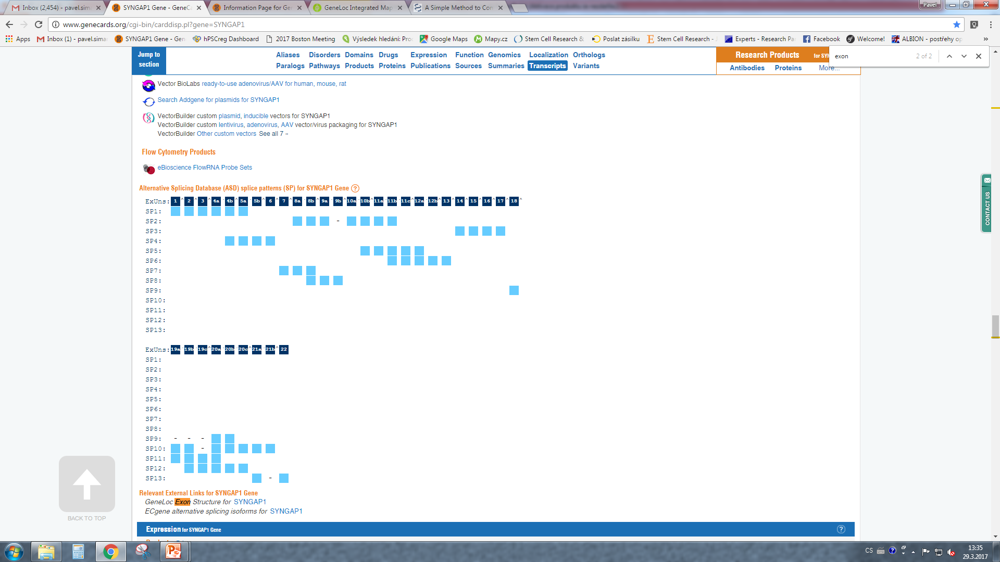 Inbox (2,454) - pavel.sima
SYNGAP1 Gene - GeneCa
Information Page for Ge
GeneLoc Integrated Map
A Simple Method to Con
Pavel
www.genecards.org/cgi-bin/carddisp.pl?gene=SYNGAP1
Apps
Inbox (1) - pavel.sima
SYNGAP1 Gene - Gen
hPSCreg Dashboard
2017 Boston Meeting
Výsledek hledání: Pro
Google Maps
Mapy.cz
Stem Cell Research &
Poslat zásilku
Stem Cell Research - J
Experts - Research Pa
Facebook
Welcome!
ALBION - postřehy op
»
exon 2 of 2
Jump to section
Aliases Disorders Domains Drugs Expression Function Genomics Localization Orthologs
Paralogs Pathways Products Proteins Publications Sources Summaries Transcripts Variants
Research Products for SYN
Antibodies Proteins More...
Vector BioLabs ready-to-use adenovirus/AAV for human, mouse, rat
Search Addgene for plasmids for SYNGAP1
VectorBuilder custom plasmid, inducible vectors for SYNGAP1
VectorBuilder custom lentivirus, adenovirus, AAV vector/virus packaging for SYNGAP1
VectorBuilder Other custom vectors See all 7 »
Flow Cytometry Products
eBioscience FlowRNA Probe Sets
Alternative Splicing Database (ASD) splice patterns (SP) for SYNGAP1 Gene ?
ExUns: 1 ^ 2 ^ 3 ^ 4a · 4b ^ 5a · 5b ^ 6 ^ 7 ^ 8a · 8b ^ 9a · 9b ^ 10a · 10b ^ 11a · 11b · 11c ^ 12a · 12b ^ 13 ^ 14 ^ 15 ^ 16 ^ 17 ^ 18 ^
SP1:
SP2: -
SP3:
SP4:
SP5:
SP6:
SP7:
SP8:
SP9:
SP10:
SP11:
SP12:
SP13:
ExUns: 19a · 19b · 19c ^ 20a · 20b · 20c ^ 21a · 21b ^ 22
SP1:
SP2:
SP3:
SP4:
SP5:
SP6:
SP7:
SP8:
SP9: - - -
SP10: -
SP11:
SP12:
SP13: -
Relevant External Links for SYNGAP1 Gene
GeneLoc Exon Structure for SYNGAP1
ECgene alternative splicing isoforms for SYNGAP1
Expression for SYNGAP1 Gene ?
BACK TO TOP
CONTACT US
CS
13:35
29.3.2017